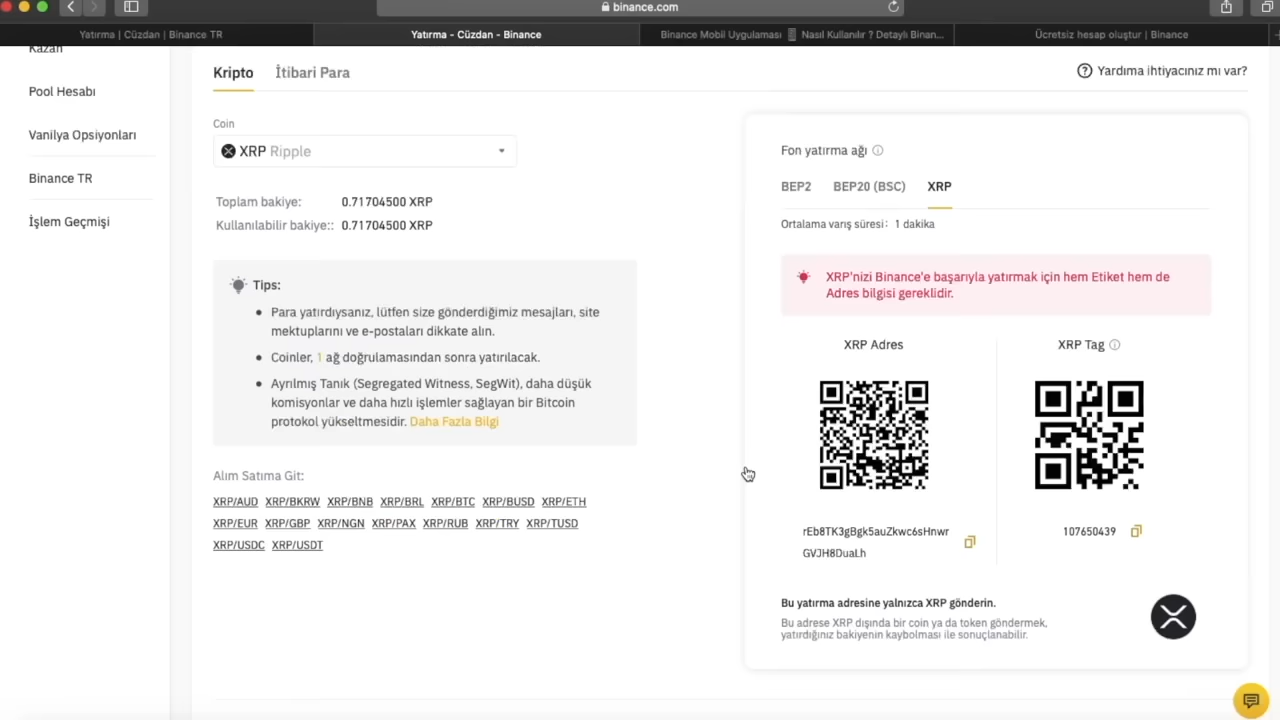 binance.com
Yatırma | Cüzdan | Binance TR
Yatırma - Cüzdan - Binance
Binance Mobil Uygulaması 📱 Nasıl Kullanılır ? Detaylı Binan...
Ücretsiz hesap oluştur | Binance
Kazan
Pool Hesabı
Vanilya Opsiyonları
Binance TR
İşlem Geçmişi
Kripto
İtibari Para
Yardıma ihtiyacınız mı var?
Coin
XRP Ripple
Toplam bakiye: 0.71704500 XRP
Kullanılabilir bakiye:: 0.71704500 XRP
Tips:
Para yatırdıysanız, lütfen size gönderdiğimiz mesajları, site
mektuplarını ve e-postaları dikkate alın.
Coinler, 1 ağ doğrulamasından sonra yatırılacak.
Ayrılmış Tanık (Segregated Witness, SegWit), daha düşük
komisyonlar ve daha hızlı işlemler sağlayan bir Bitcoin
protokol yükseltmesidir. Daha Fazla Bilgi
Alım Satıma Git:
XRP/AUD XRP/BKRW XRP/BNB XRP/BRL XRP/BTC XRP/BUSD XRP/ETH
XRP/EUR XRP/GBP XRP/NGN XRP/PAX XRP/RUB XRP/TRY XRP/TUSD
XRP/USDC XRP/USDT
Fon yatırma ağı
BEP2 BEP20 (BSC) XRP
Ortalama varış süresi: 1 dakika
XRP'nizi Binance'e başarıyla yatırmak için hem Etiket hem de
Adres bilgisi gereklidir.
XRP Adres
XRP Tag
rEb8TK3gBgk5auZkwc6sHnwr
GVJH8DuaLh
107650439
Bu yatırma adresine yalnızca XRP gönderin.
Bu adrese XRP dışında bir coin ya da token göndermek,
yatırdığınız bakiyenin kaybolması ile sonuçlanabilir.